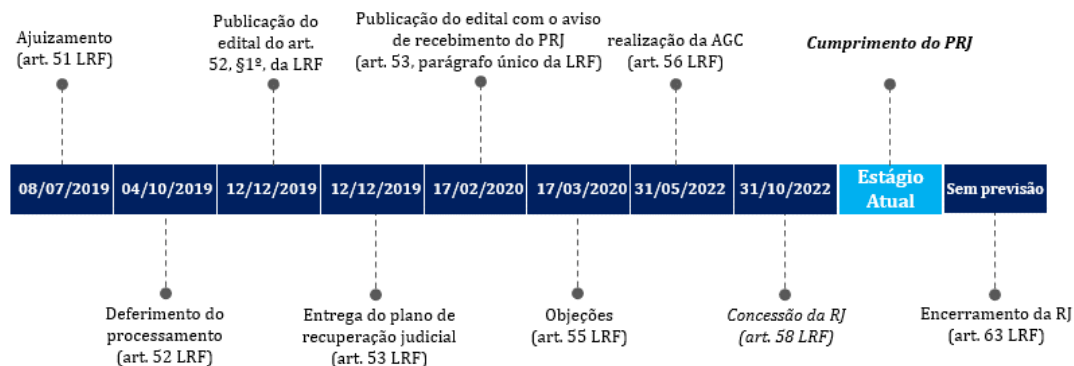 Ajuizamento
(art. 51 LRF)
Publicação do
edital do art.
52, §1º, da LRF
Publicação do edital com o aviso
de recebimento do PRJ
(art. 53, parágrafo único da LRF)
realização da AGC
(art. 56 LRF)
Cumprimento do PRJ
08/07/2019
04/10/2019
12/12/2019
12/12/2019
17/02/2020
17/03/2020
31/05/2022
31/10/2022
Estágio
Atual
Sem previsão
Deferimento do
processamento
(art. 52 LRF)
Entrega do plano de
recuperação judicial
(art. 53 LRF)
Objeções
(art. 55 LRF)
Concessão da RJ
(art. 58 LRF)
Encerramento da RJ
(art. 63 LRF)